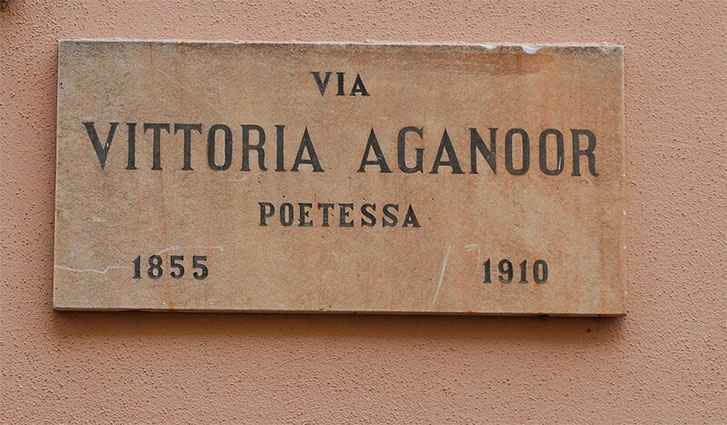 VIA
VITTORIA AGANOOR
POETESSA
1855 1910